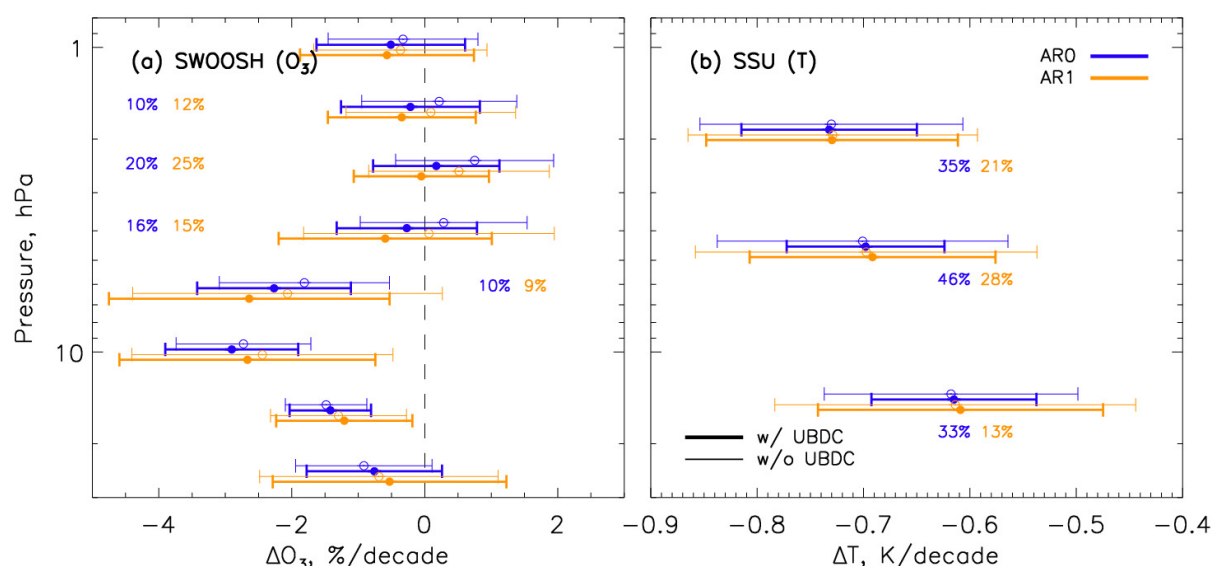 (a) SWOOSH (O₃)
(b) SSU (T)
AR0
AR1
1
10% 12%
20% 25%
35% 21%
16% 15%
10% 9%
46% 28%
10
33% 13%
w/ UBDC
w/o UBDC
Pressure, hPa
−4 −2 0 2
−0.9 −0.8 −0.7 −0.6 −0.5 −0.4
ΔO₃, %/decade
ΔT, K/decade